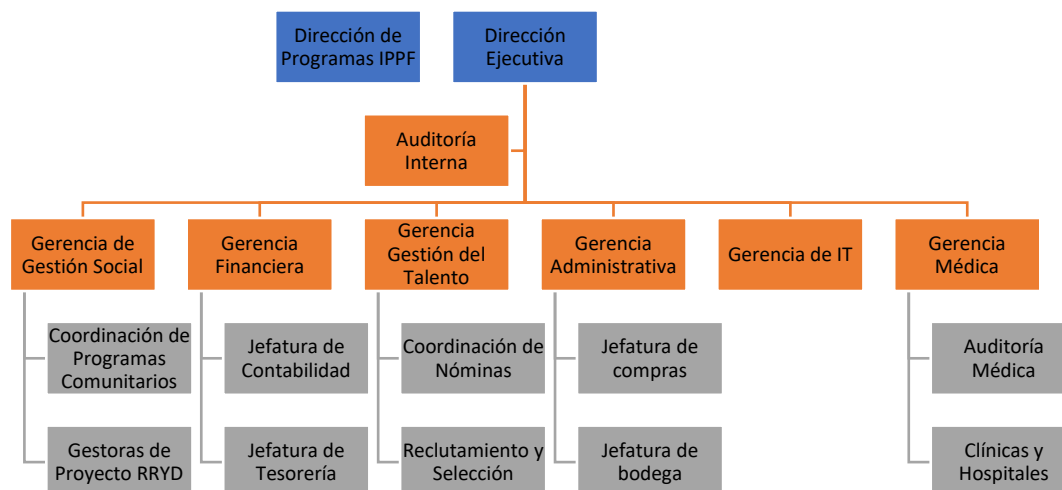 Dirección de
Programas IPPF
Dirección
Ejecutiva
Auditoría
Interna
Gerencia de
Gestión Social
Gerencia
Financiera
Gerencia
Gestión del
Talento
Gerencia
Administrativa
Gerencia de IT
Gerencia
Médica
Coordinación de
Programas
Comunitarios
Jefatura de
Contabilidad
Coordinación de
Nóminas
Jefatura de
compras
Auditoría
Médica
Gestoras de
Proyecto RRYD
Jefatura de
Tesorería
Reclutamiento y
Selección
Jefatura de
bodega
Clínicas y
Hospitales